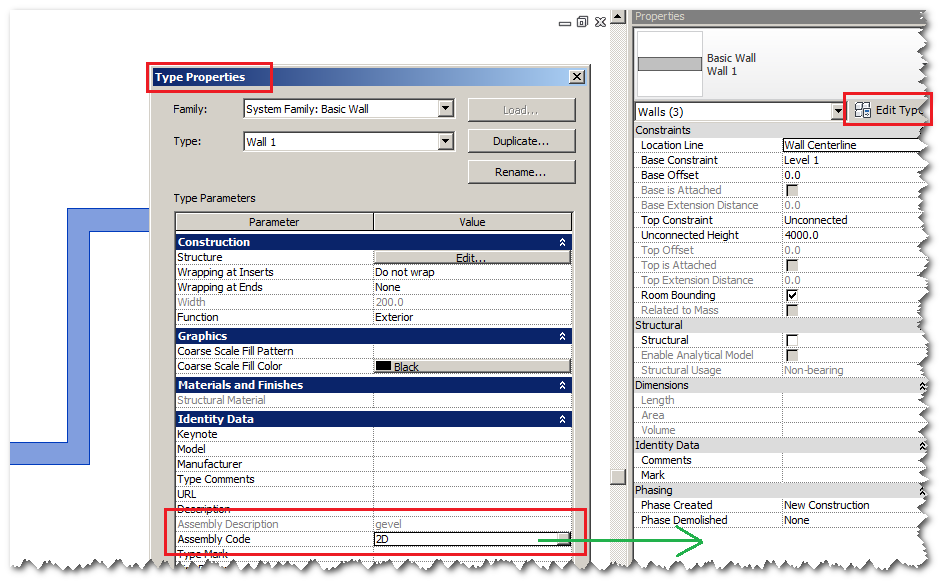 Type Properties
Family: System Family: Basic Wall Load...
Type: Wall 1 Duplicate...
Rename...
Type Parameters
Parameter Value
Construction
Structure Edit...
Wrapping at Inserts Do not wrap
Wrapping at Ends None
Width 200.0
Function Exterior
Graphics
Coarse Scale Fill Pattern
Coarse Scale Fill Color Black
Materials and Finishes
Structural Material
Identity Data
Keynote
Model
Manufacturer
Type Comments
URL
Description
Assembly Description gevel
Assembly Code 2D
Type Mark
Properties
Basic Wall
Wall 1
Walls (3) Edit Type
Constraints
Location Line Wall Centerline
Base Constraint Level 1
Base Offset 0.0
Base is Attached
Base Extension Distance 0.0
Top Constraint Unconnected
Unconnected Height 4000.0
Top Offset 0.0
Top is Attached
Top Extension Distance 0.0
Room Bounding
Related to Mass
Structural
Structural
Enable Analytical Model
Structural Usage Non-bearing
Dimensions
Length
Area
Volume
Identity Data
Comments
Mark
Phasing
Phase Created New Construction
Phase Demolished None